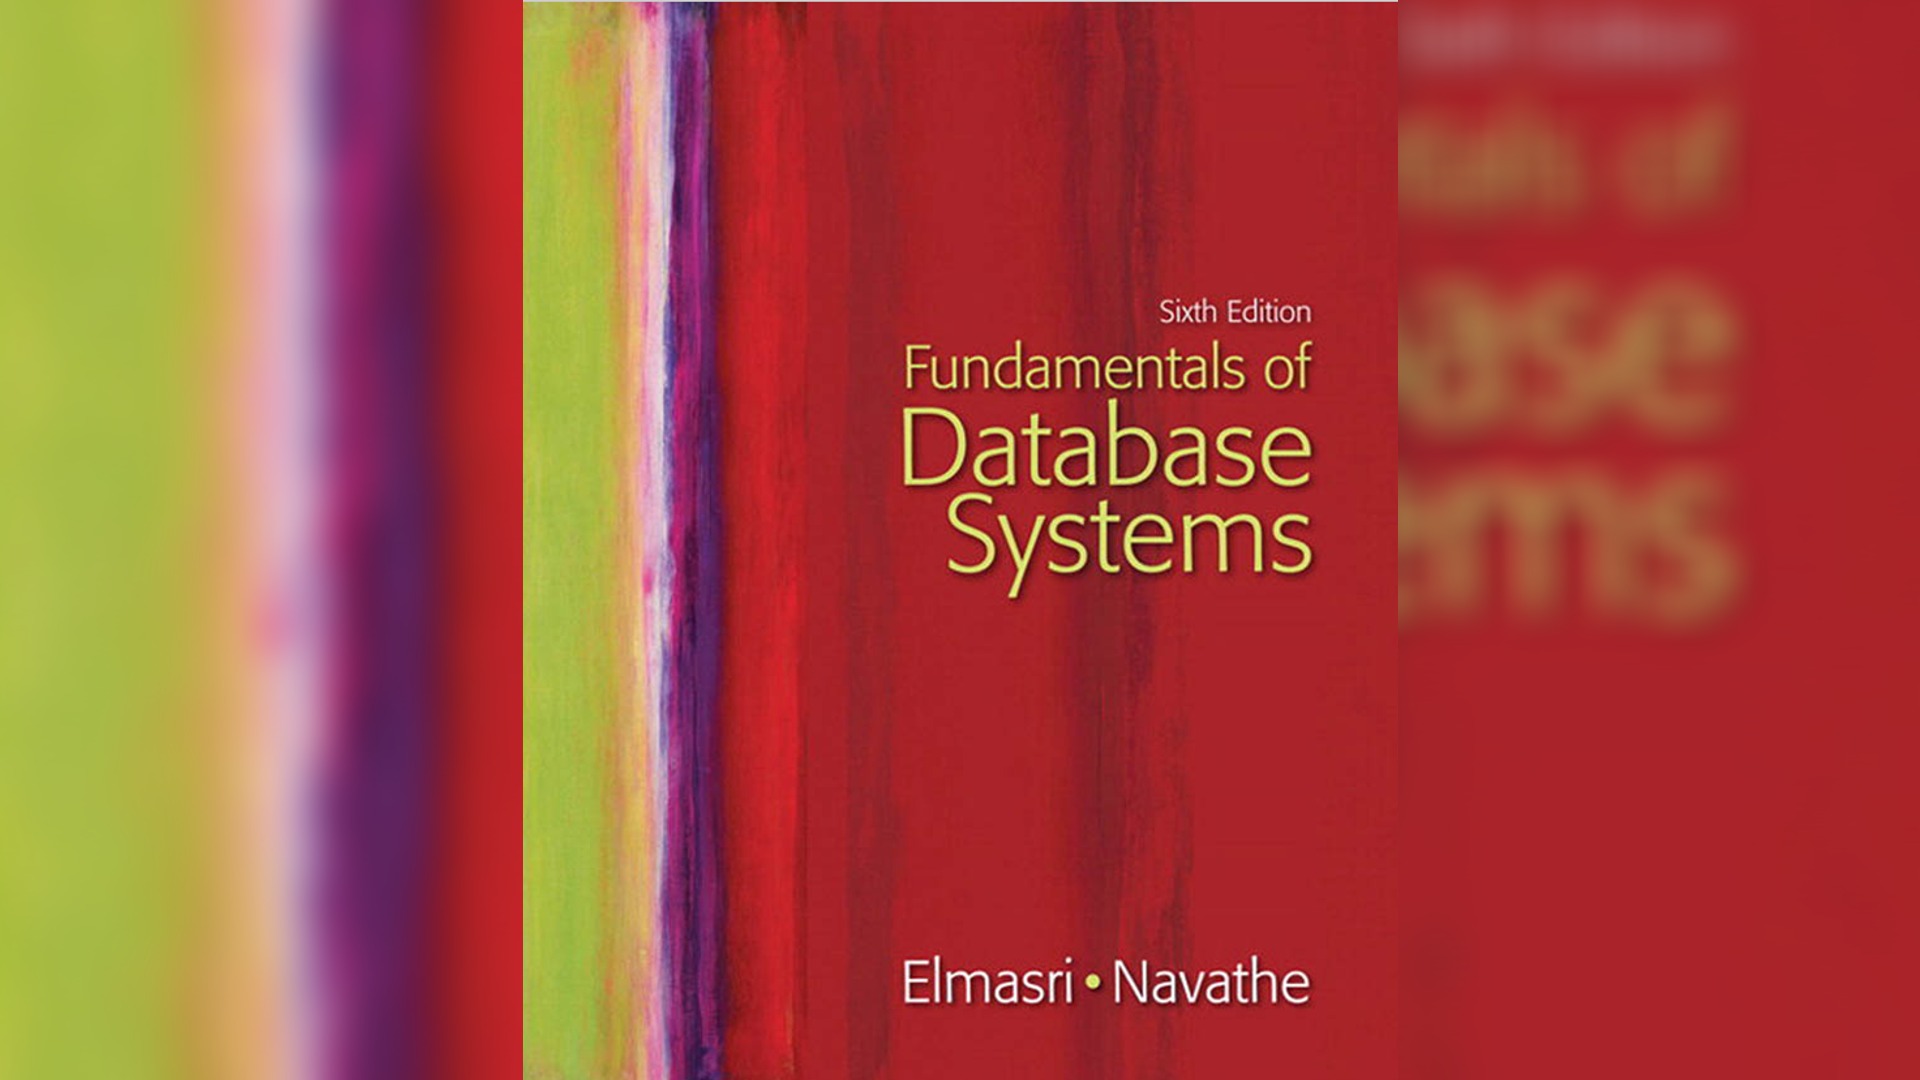 Sixth Edition
Fundamentals of
Database
Systems
Elmasri • Navathe